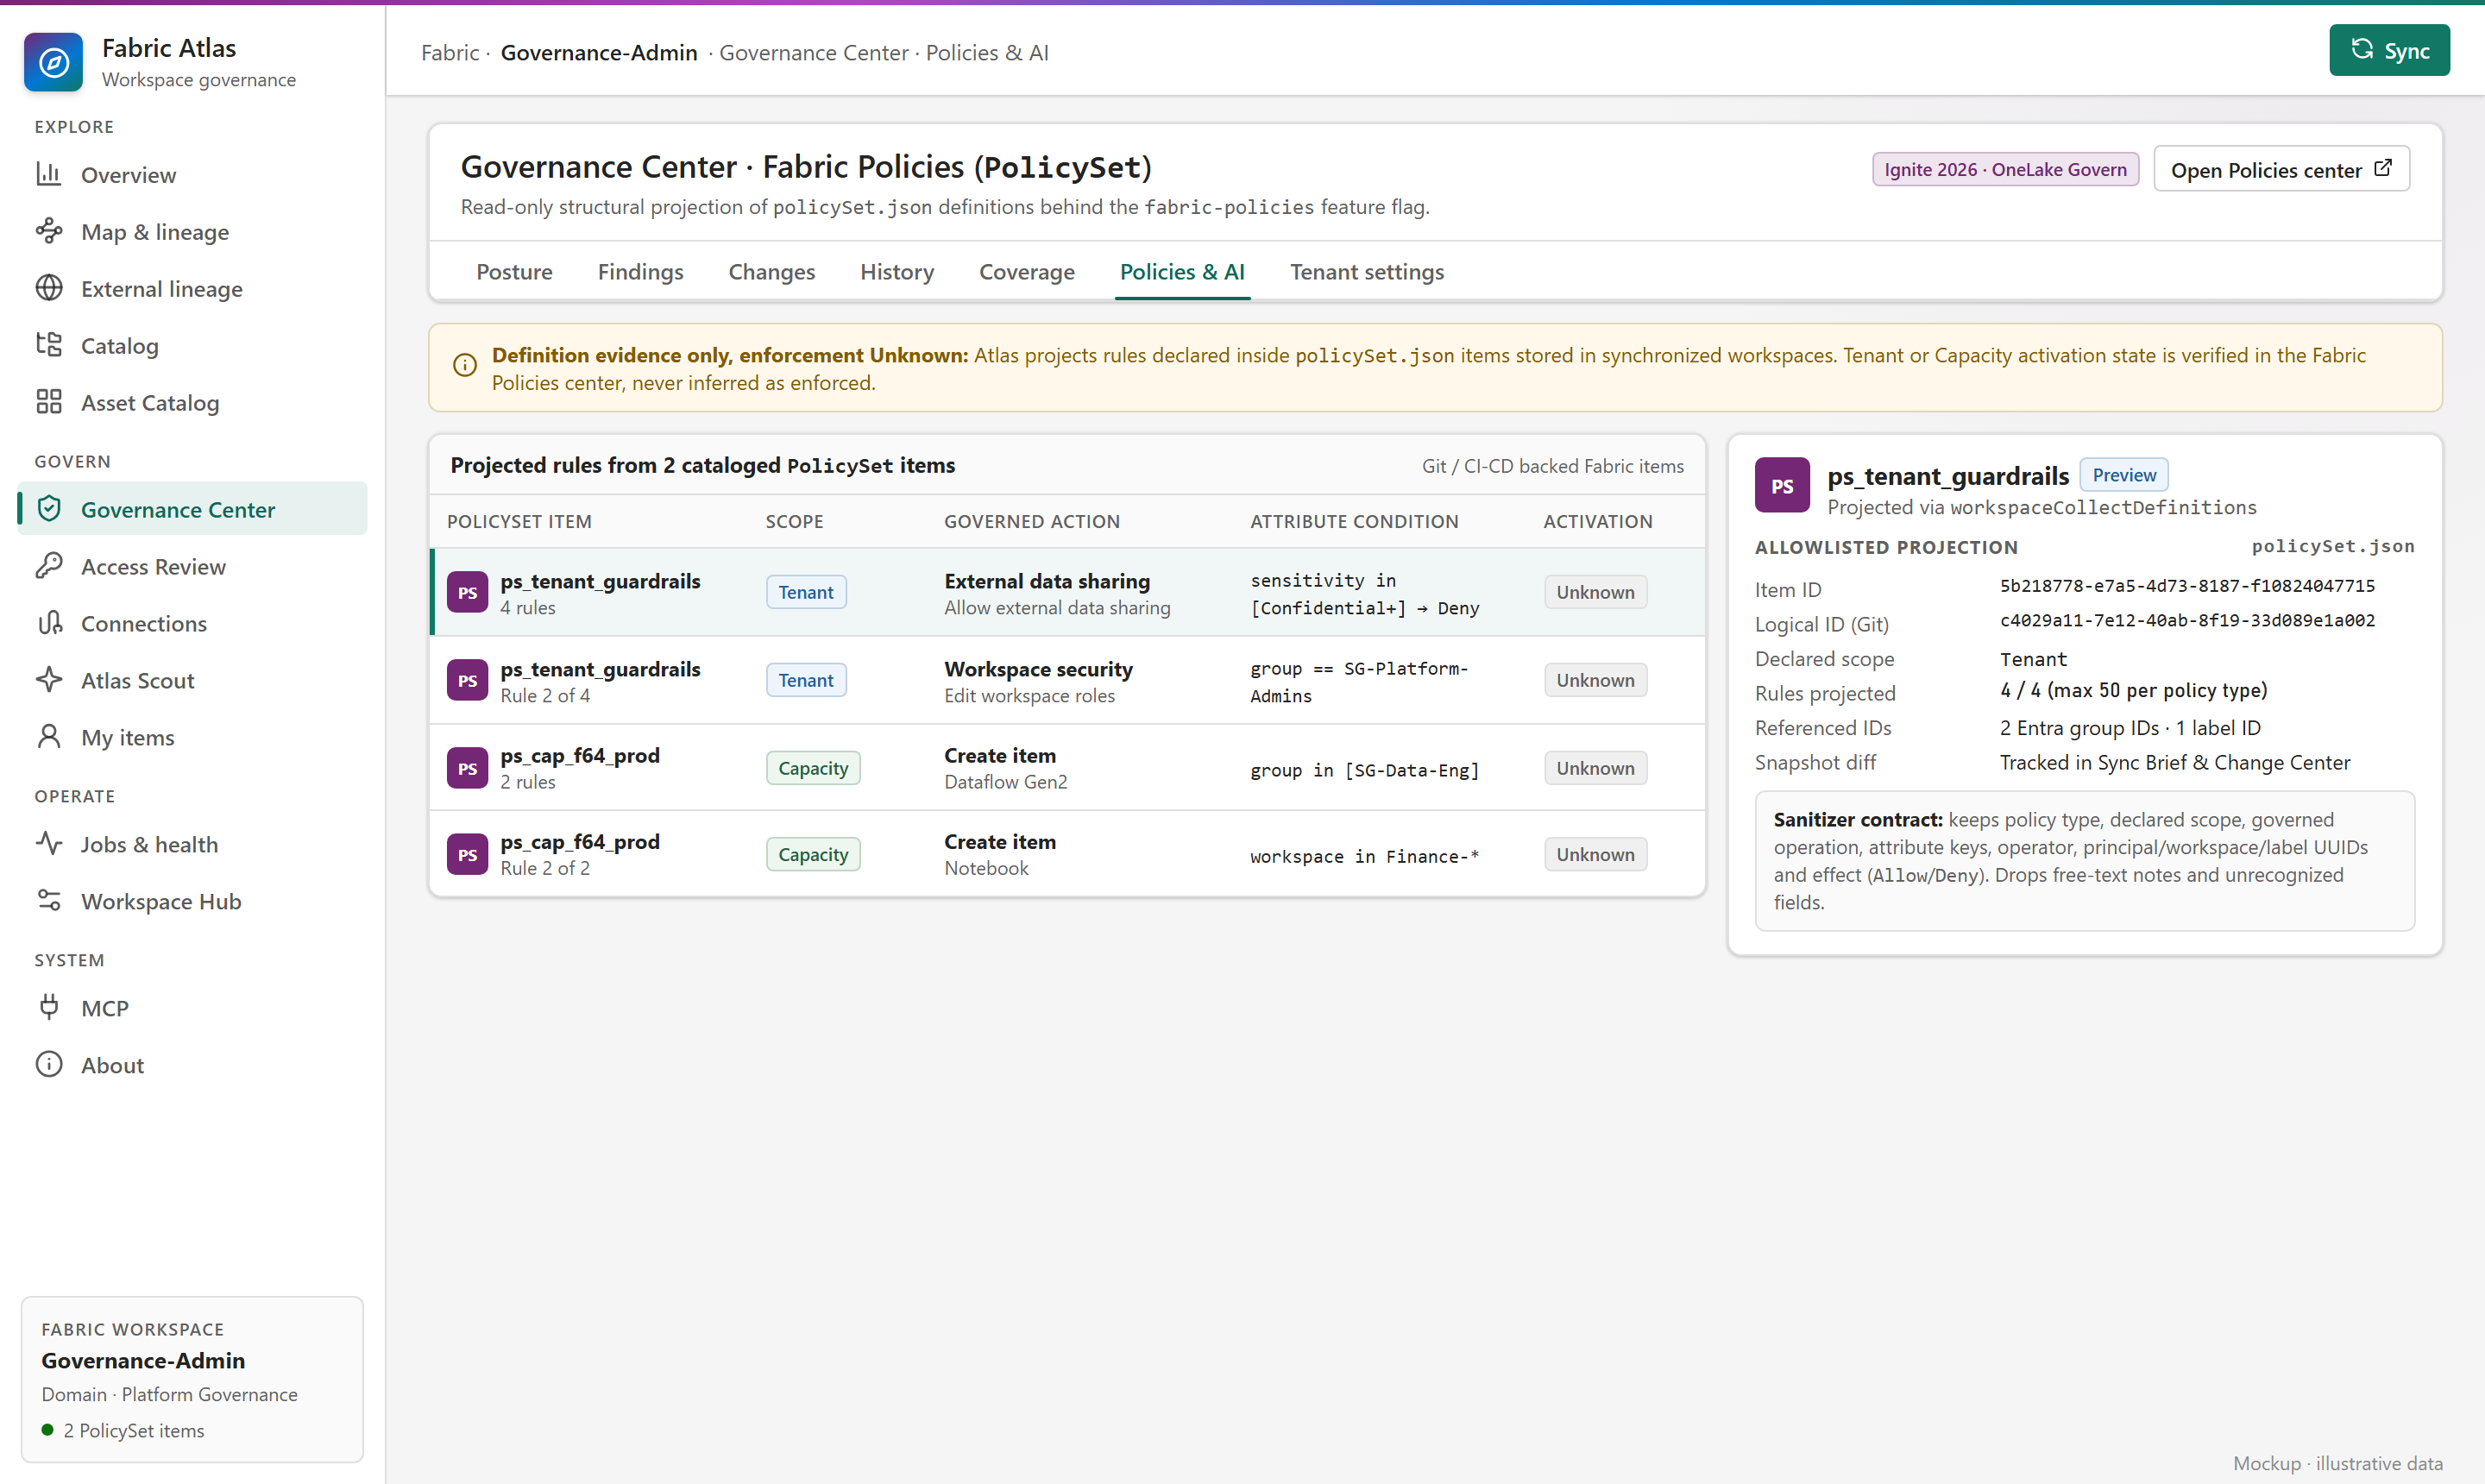 Fabric Atlas
Workspace governance
EXPLORE
Overview
Map & lineage
External lineage
Catalog
Asset Catalog
GOVERN
Governance Center
Access Review
Connections
Atlas Scout
My items
OPERATE
Jobs & health
Workspace Hub
SYSTEM
MCP
About
FABRIC WORKSPACE
Governance-Admin
Domain · Platform Governance
2 PolicySet items
Fabric · Governance-Admin · Governance Center · Policies & AI
Sync
Governance Center · Fabric Policies (PolicySet)
Read-only structural projection of policySet.json definitions behind the fabric-policies feature flag.
Ignite 2026 · OneLake Govern
Open Policies center
Posture Findings Changes History Coverage Policies & AI Tenant settings
Definition evidence only, enforcement Unknown: Atlas projects rules declared inside policySet.json items stored in synchronized workspaces. Tenant or Capacity activation state is verified in the Fabric
Policies center, never inferred as enforced.
Projected rules from 2 cataloged PolicySet items
Git / CI-CD backed Fabric items
POLICYSET ITEM SCOPE GOVERNED ACTION ATTRIBUTE CONDITION ACTIVATION
PS ps_tenant_guardrails Tenant External data sharing sensitivity in Unknown
4 rules Allow external data sharing [Confidential+] → Deny
PS ps_tenant_guardrails Tenant Workspace security group == SG-Platform- Unknown
Rule 2 of 4 Edit workspace roles Admins
PS ps_cap_f64_prod Capacity Create item group in [SG-Data-Eng] Unknown
2 rules Dataflow Gen2
PS ps_cap_f64_prod Capacity Create item workspace in Finance-* Unknown
Rule 2 of 2 Notebook
PS ps_tenant_guardrails Preview
Projected via workspaceCollectDefinitions
ALLOWLISTED PROJECTION policySet.json
Item ID 5b218778-e7a5-4d73-8187-f10824047715
Logical ID (Git) c4029a11-7e12-40ab-8f19-33d089e1a002
Declared scope Tenant
Rules projected 4 / 4 (max 50 per policy type)
Referenced IDs 2 Entra group IDs · 1 label ID
Snapshot diff Tracked in Sync Brief & Change Center
Sanitizer contract: keeps policy type, declared scope, governed
operation, attribute keys, operator, principal/workspace/label UUIDs
and effect (Allow/Deny). Drops free-text notes and unrecognized
fields.
Mockup · illustrative data